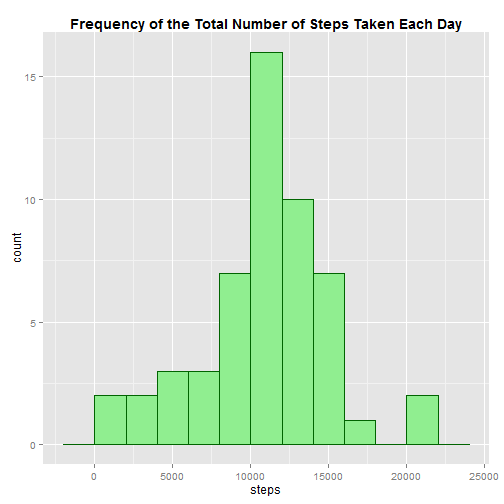 Frequency of the Total Number of Steps Taken Each Day
15
10
5
0
count
0 5000 10000 15000 20000 25000
steps